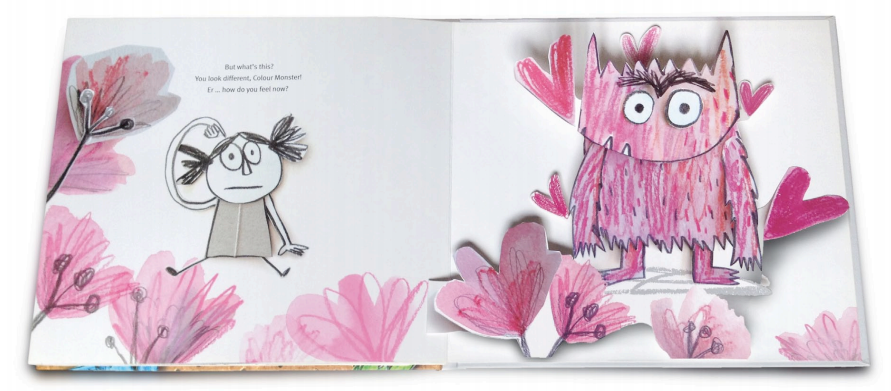 But what's this?
You look different, Colour Monster!
Er ... how do you feel now?